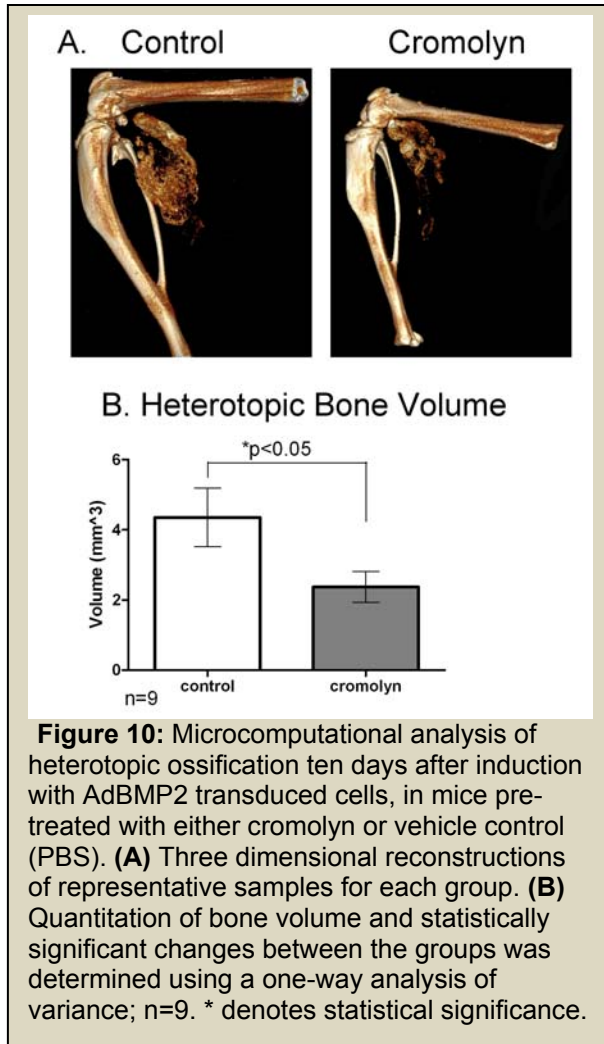 A. Control Cromolyn
B. Heterotopic Bone Volume
*p<0.05
6
4
2
0
Volume (mm^3)
n=9
control cromolyn
Figure 10: Microcomputational analysis of
heterotopic ossification ten days after induction
with AdBMP2 transduced cells, in mice pre-
treated with either cromolyn or vehicle control
(PBS). (A) Three dimensional reconstructions
of representative samples for each group. (B)
Quantitation of bone volume and statistically
significant changes between the groups was
determined using a one-way analysis of
variance; n=9. * denotes statistical significance.